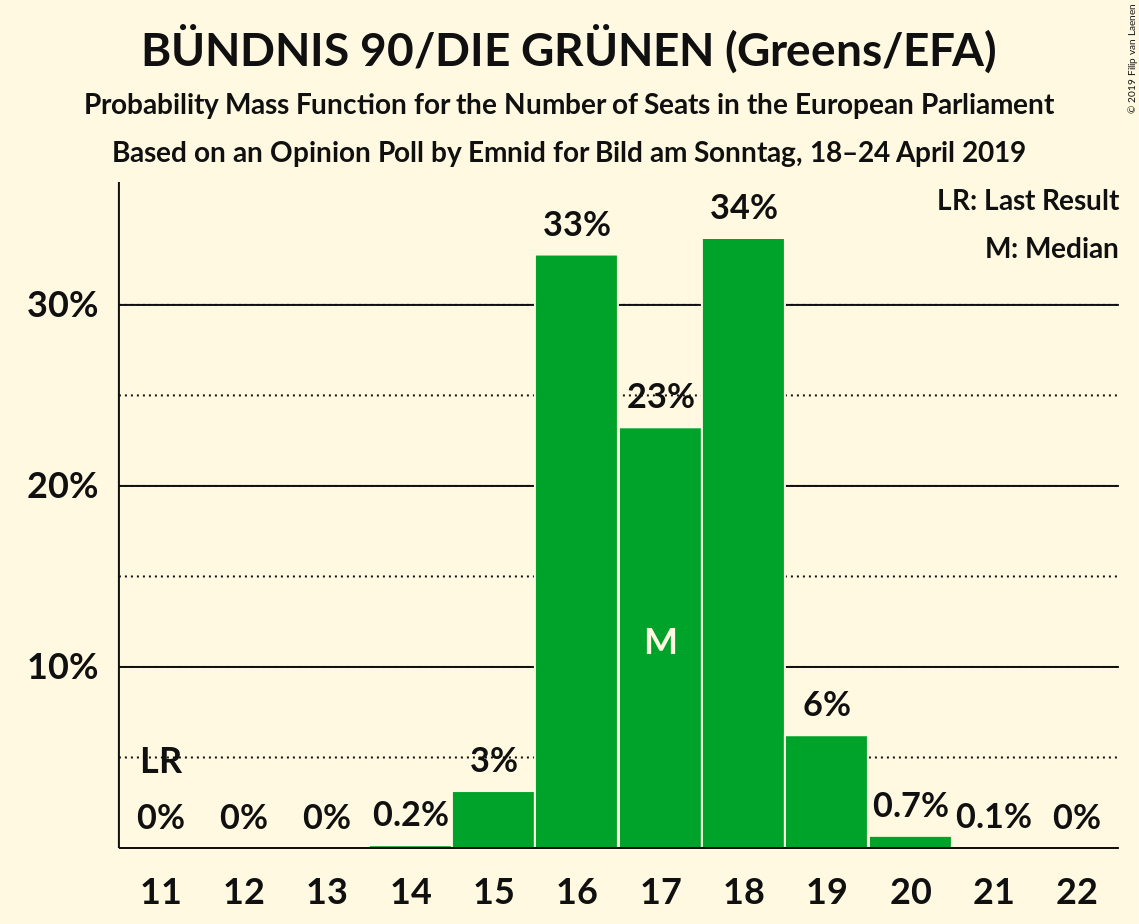 BÜNDNIS 90/DIE GRÜNEN (Greens/EFA)
Probability Mass Function for the Number of Seats in the European Parliament
Based on an Opinion Poll by Emnid for Bild am Sonntag, 18–24 April 2019
© 2019 Filip van Laenen
LR: Last Result
M: Median
34%
33%
30%
23%
20%
M
10%
6%
LR
3%
0% 0% 0% 0.2% 0.7% 0.1% 0%
11 12 13 14 15 16 17 18 19 20 21 22